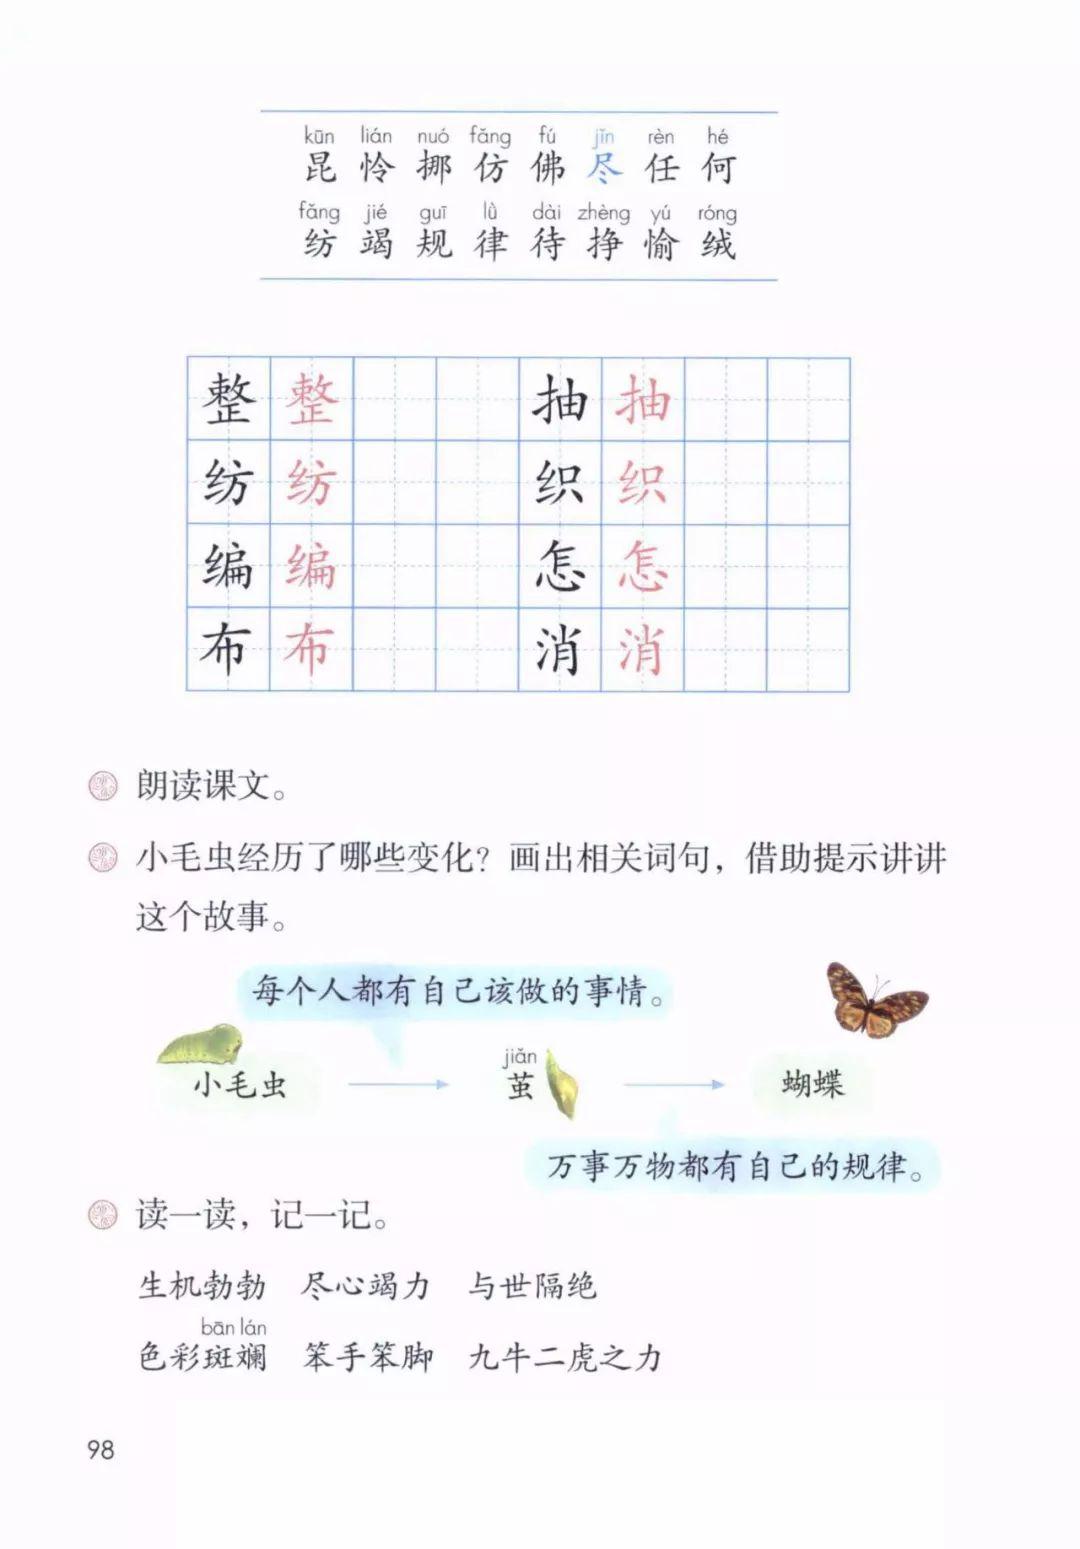 kūn lián nuó fǎng fú jǐn rèn hé
昆 怜 挪 仿 佛 尽 任 何
fǎng jié guī lǜ dài zhèng yú róng
纺 竭 规 律 待 挣 愉 绒
整 整 抽 抽
纺 纺 织 织
编 编 怎 怎
布 布 消 消
朗读课文。
小毛虫经历了哪些变化？画出相关词句，借助提示讲讲
这个故事。
每个人都有自己该做的事情。
jiǎn
小毛虫 茧 蝴蝶
万事万物都有自己的规律。
读一读，记一记。
生机勃勃 尽心竭力 与世隔绝
bān lán
色彩斑斓 笨手笨脚 九牛二虎之力
98